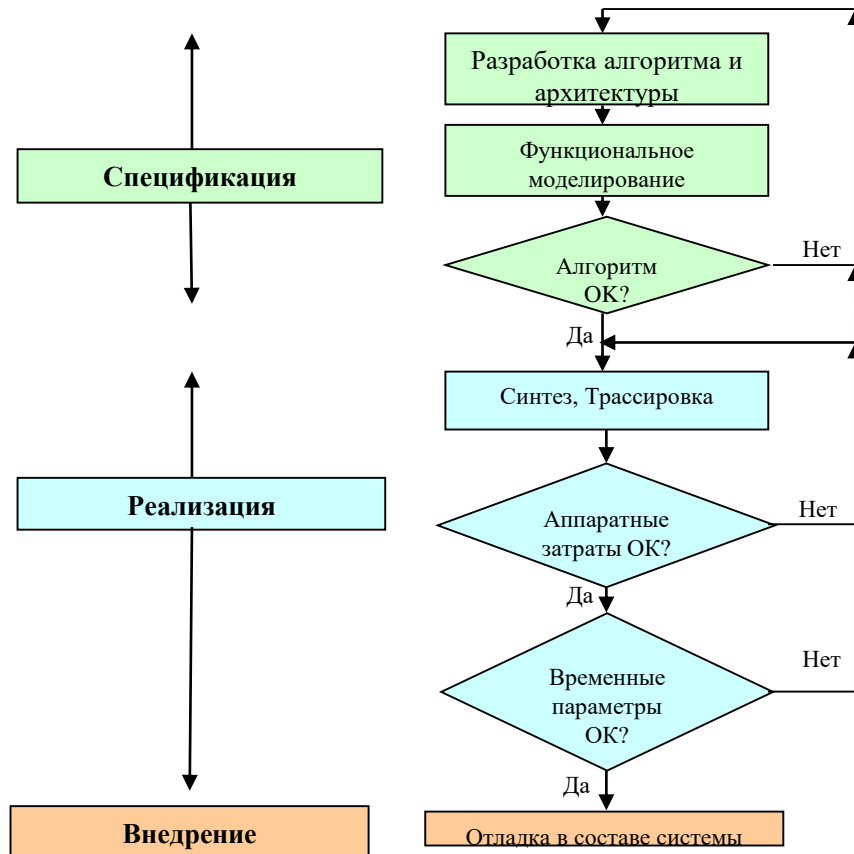 Разработка алгоритма и
архитектуры
Функциональное
моделирование
Спецификация
Алгоритм
OK?
Нет
Да
Синтез, Трассировка
Реализация
Аппаратные
затраты ОК?
Нет
Да
Временные
параметры
ОК?
Нет
Да
Внедрение
Отладка в составе системы